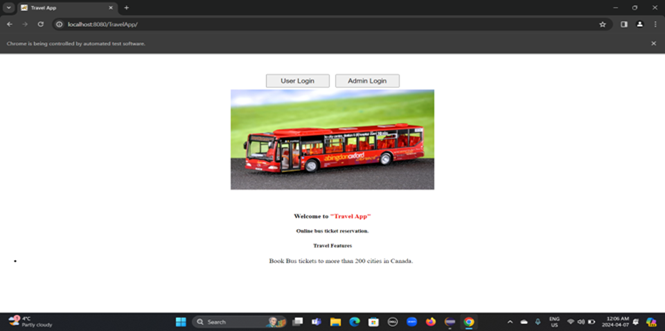 Travel App
localhost:8080/TravelApp/
Chrome is being controlled by automated test software.
User Login
Admin Login
abingdonoxford
Welcome to "Travel App"
Online bus ticket reservation.
Travel Features
Book Bus tickets to more than 200 cities in Canada.
4°C
Partly cloudy
Search
ENG
US
12:06 AM
2024-04-07